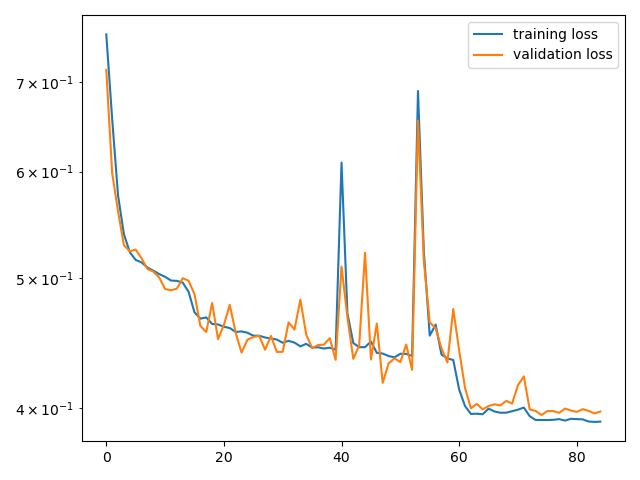 training loss
validation loss
7 × 10⁻¹
6 × 10⁻¹
5 × 10⁻¹
4 × 10⁻¹
0 20 40 60 80